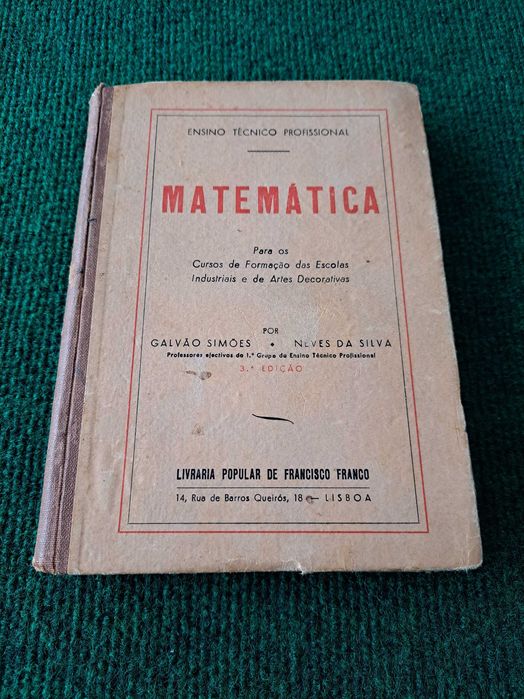 ENSINO TÉCNICO PROFISSIONAL
MATEMÁTICA
Para os
Cursos de Formação das Escolas
Industriais e de Artes Decorativas
POR
GALVÃO SIMÕES • NEVES DA SILVA
Professores efectivos do 1.º Grupo do Ensino Técnico Profissional
3.ª EDIÇÃO
LIVRARIA POPULAR DE FRANCISCO FRANCO
14, Rua de Barros Queirós, 18 — LISBOA